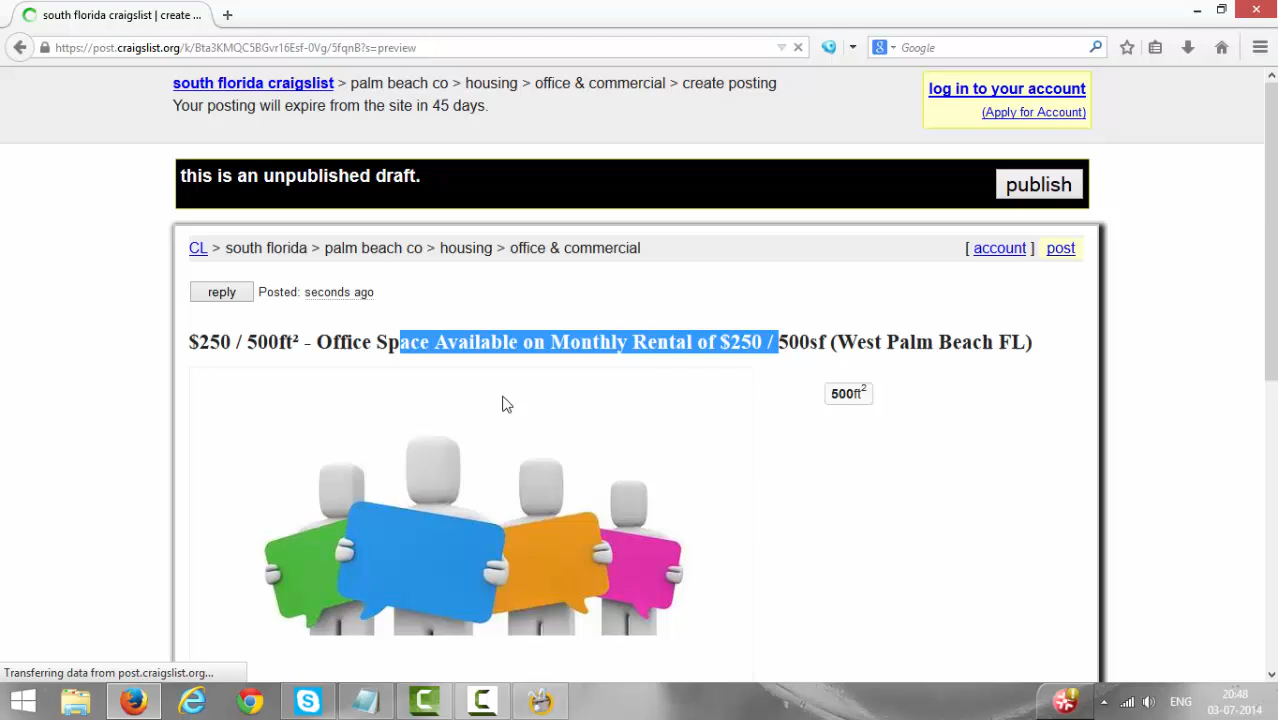 south florida craigslist | create ...
https://post.craigslist.org/k/Bta3KMQC5BGvr16Esf-0Vg/5fqnB?s=preview
Google
south florida craigslist > palm beach co > housing > office & commercial > create posting
Your posting will expire from the site in 45 days.
log in to your account
(Apply for Account)
this is an unpublished draft.
publish
CL > south florida > palm beach co > housing > office & commercial
[ account ] post
reply Posted: seconds ago
$250 / 500ft² - Office Space Available on Monthly Rental of $250 / 500sf (West Palm Beach FL)
500ft²
Transferring data from post.craigslist.org...
ENG
20:48
03-07-2014